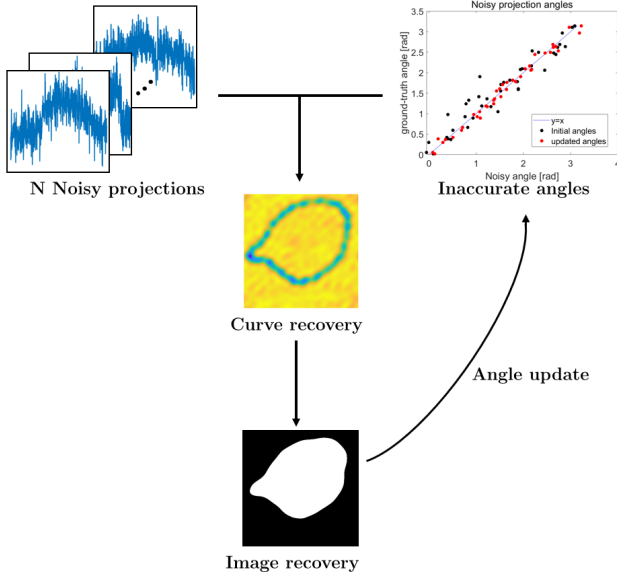 Noisy projection angles
3.5
3
2.5
2
1.5
1
0.5
0
ground-truth angle [rad]
y=x
Initial angles
updated angles
0 1 2 3 4
Noisy angle [rad]
N Noisy projections
Inaccurate angles
Curve recovery
Angle update
Image recovery